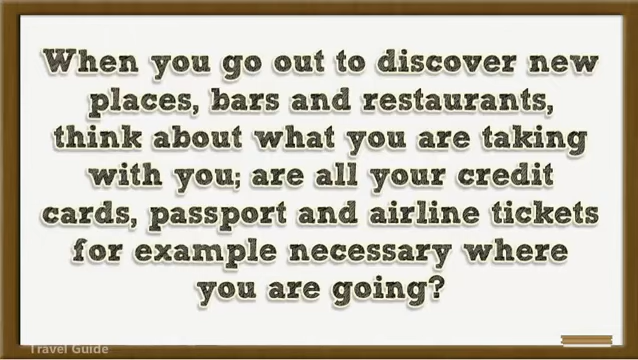 When you go out to discover new
places, bars and restaurants,
think about what you are taking
with you; are all your credit
cards, passport and airline tickets
for example necessary where
you are going?
Travel Guide